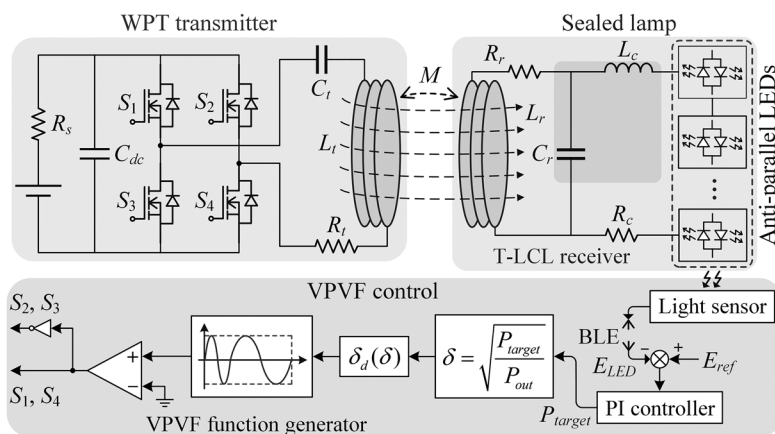 WPT transmitter
Sealed lamp
S1
S2
S3
S4
Rs
Cdc
Ct
Lt
Rt
M
Lr
Rr
Lc
Cr
Rc
T-LCL receiver
Anti-parallel LEDs
VPVF control
S2, S3
S1, S4
+
−
VPVF function generator
δd(δ)
δ = √(Ptarget / Pout)
Light sensor
BLE
ELED
−
+
Eref
Ptarget
PI controller